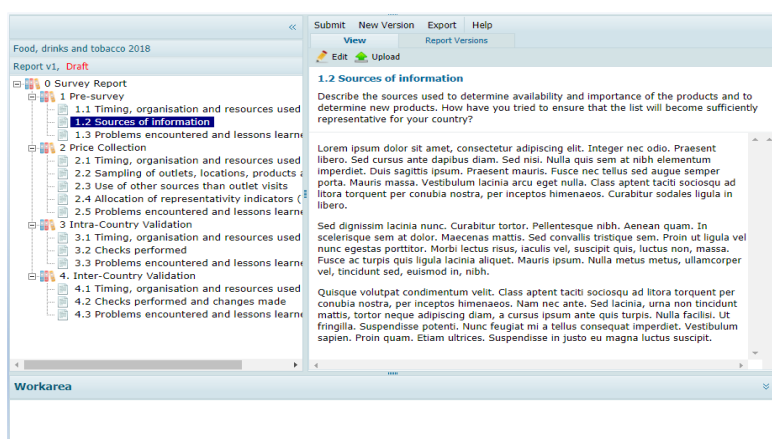 Submit New Version Export Help
View Report Versions
Edit Upload
Food, drinks and tobacco 2018
Report v1, Draft
0 Survey Report
1 Pre-survey
1.1 Timing, organisation and resources used
1.2 Sources of information
1.3 Problems encountered and lessons learne
2 Price Collection
2.1 Timing, organisation and resources used
2.2 Sampling of outlets, locations, products a
2.3 Use of other sources than outlet visits
2.4 Allocation of representativity indicators (
2.5 Problems encountered and lessons learne
3 Intra-Country Validation
3.1 Timing, organisation and resources used
3.2 Checks performed
3.3 Problems encountered and lessons learne
4. Inter-Country Validation
4.1 Timing, organisation and resources used
4.2 Checks performed and changes made
4.3 Problems encountered and lessons learne
1.2 Sources of information
Describe the sources used to determine availability and importance of the products and to
determine new products. How have you tried to ensure that the list will become sufficiently
representative for your country?
Lorem ipsum dolor sit amet, consectetur adipiscing elit. Integer nec odio. Praesent
libero. Sed cursus ante dapibus diam. Sed nisi. Nulla quis sem at nibh elementum
imperdiet. Duis sagittis ipsum. Praesent mauris. Fusce nec tellus sed augue semper
porta. Mauris massa. Vestibulum lacinia arcu eget nulla. Class aptent taciti sociosqu ad
litora torquent per conubia nostra, per inceptos himenaeos. Curabitur sodales ligula in
libero.
Sed dignissim lacinia nunc. Curabitur tortor. Pellentesque nibh. Aenean quam. In
scelerisque sem at dolor. Maecenas mattis. Sed convallis tristique sem. Proin ut ligula vel
nunc egestas porttitor. Morbi lectus risus, iaculis vel, suscipit quis, luctus non, massa.
Fusce ac turpis quis ligula lacinia aliquet. Mauris ipsum. Nulla metus metus, ullamcorper
vel, tincidunt sed, euismod in, nibh.
Quisque volutpat condimentum velit. Class aptent taciti sociosqu ad litora torquent per
conubia nostra, per inceptos himenaeos. Nam nec ante. Sed lacinia, urna non tincidunt
mattis, tortor neque adipiscing diam, a cursus ipsum ante quis turpis. Nulla facilisi. Ut
fringilla. Suspendisse potenti. Nunc feugiat mi a tellus consequat imperdiet. Vestibulum
sapien. Proin quam. Etiam ultrices. Suspendisse in justo eu magna luctus suscipit.
Workarea